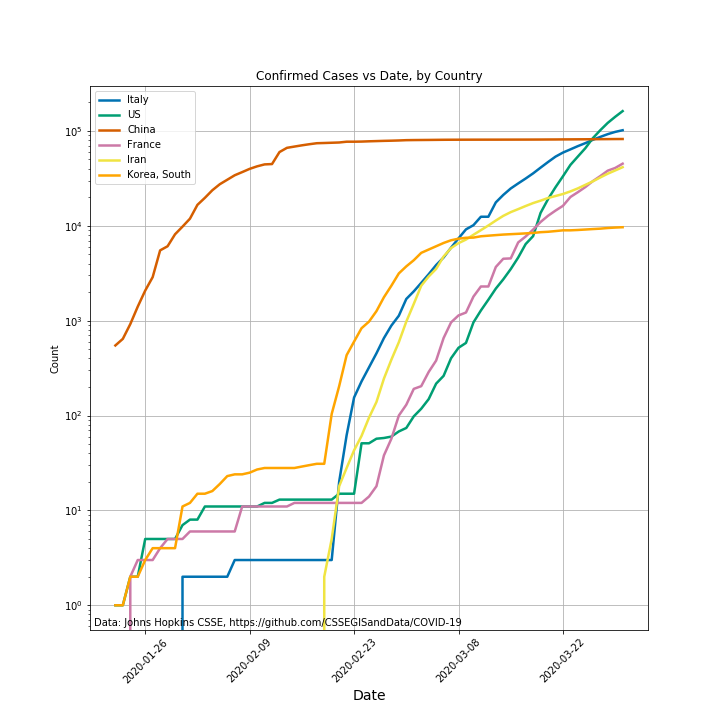 Confirmed Cases vs Date, by Country
Italy
US
China
France
Iran
Korea, South
Count
10⁵
10⁴
10³
10²
10¹
10⁰
Data: Johns Hopkins CSSE, https://github.com/CSSEGISandData/COVID-19
2020-01-26
2020-02-09
2020-02-23
2020-03-08
2020-03-22
Date